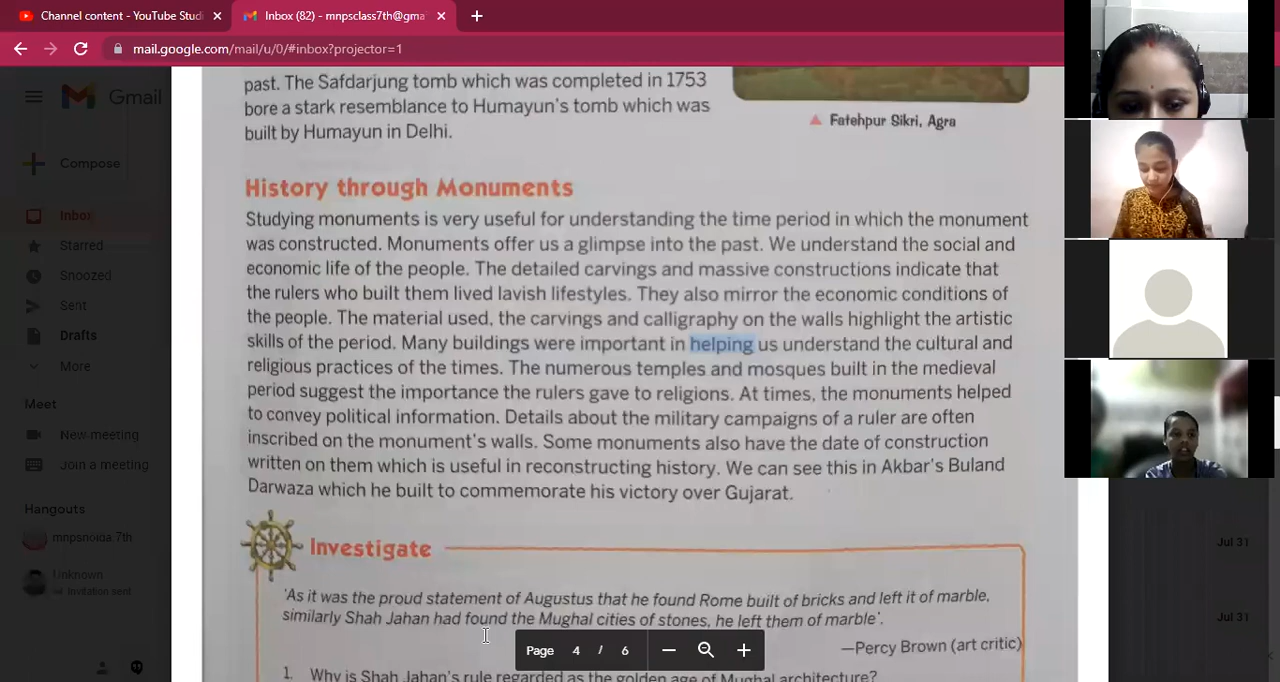 Channel content - YouTube Studi
Inbox (82) - mnpsclass7th@gma
mail.google.com/mail/u/0/#inbox?projector=1
Gmail
Compose
Inbox
Starred
Snoozed
Sent
Drafts
More
Meet
New meeting
Join a meeting
Hangouts
mnpsnoida.7th
Unknown
Invitation sent
past. The Safdarjung tomb which was completed in 1753
bore a stark resemblance to Humayun's tomb which was
built by Humayun in Delhi.
Fatehpur Sikri, Agra
History through Monuments
Studying monuments is very useful for understanding the time period in which the monument
was constructed. Monuments offer us a glimpse into the past. We understand the social and
economic life of the people. The detailed carvings and massive constructions indicate that
the rulers who built them lived lavish lifestyles. They also mirror the economic conditions of
the people. The material used, the carvings and calligraphy on the walls highlight the artistic
skills of the period. Many buildings were important in helping us understand the cultural and
religious practices of the times. The numerous temples and mosques built in the medieval
period suggest the importance the rulers gave to religions. At times, the monuments helped
to convey political information. Details about the military campaigns of a ruler are often
inscribed on the monument's walls. Some monuments also have the date of construction
written on them which is useful in reconstructing history. We can see this in Akbar's Buland
Darwaza which he built to commemorate his victory over Gujarat.
Investigate
'As it was the proud statement of Augustus that he found Rome built of bricks and left it of marble,
similarly Shah Jahan had found the Mughal cities of stones, he left them of marble'.
—Percy Brown (art critic)
1. Why is Shah Jahan's rule regarded as the golden age of Mughal architecture?
Page 4 / 6
Jul 31
Jul 31